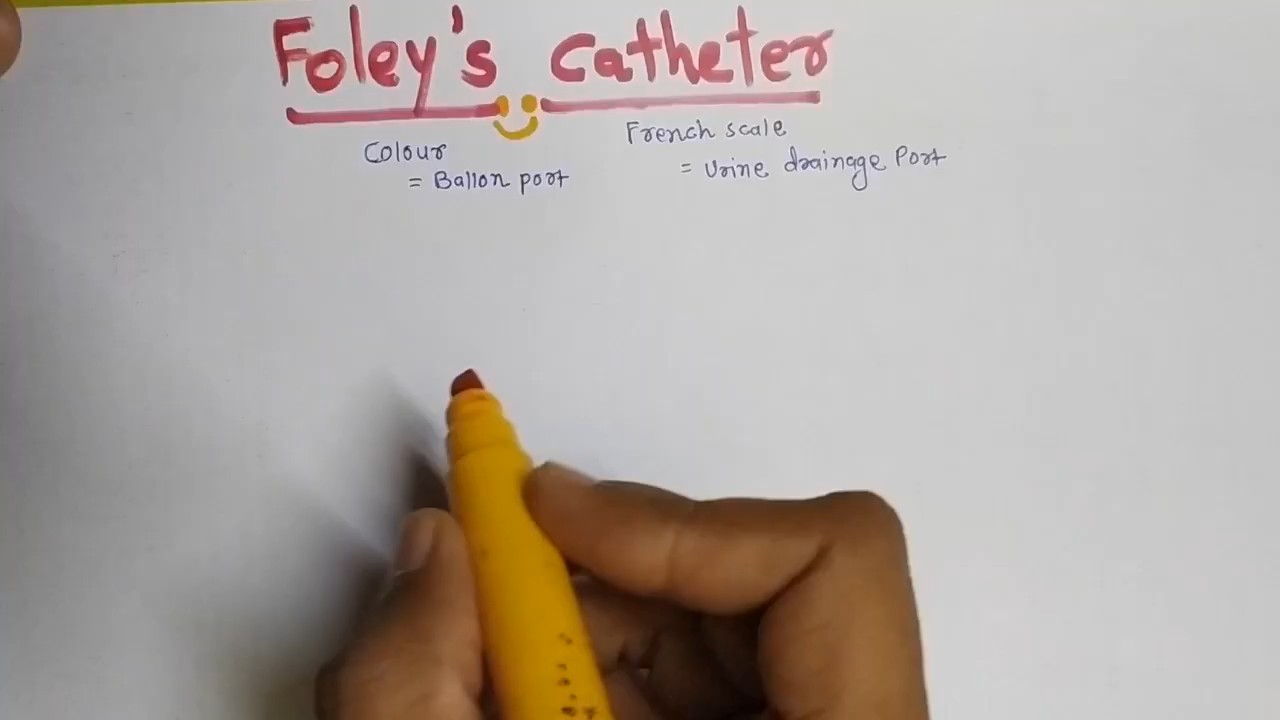 Foley's Catheter
Colour
= Ballon port
French scale
= Urine drainage Port